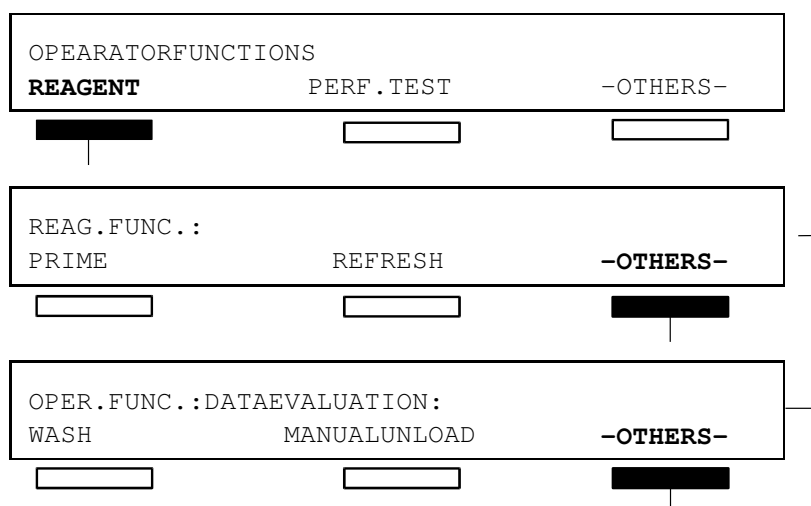 OPEARATORFUNCTIONS
REAGENT PERF.TEST -OTHERS-
REAG.FUNC.:
PRIME REFRESH -OTHERS-
OPER.FUNC.:DATAEVALUATION:
WASH MANUALUNLOAD -OTHERS-